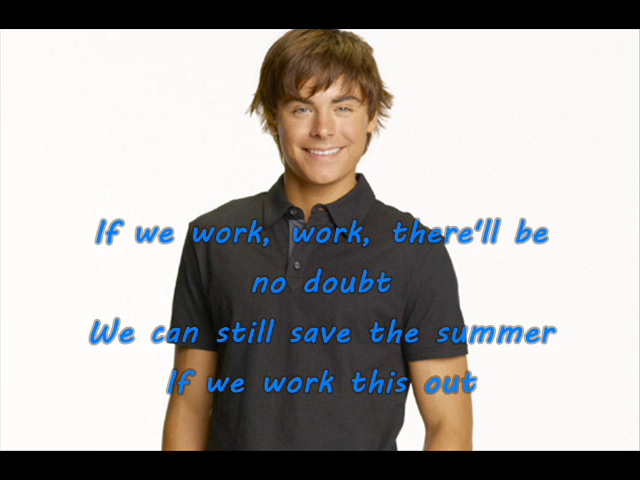 If we work, work, there'll be
no doubt
We can still save the summer
If we work this out